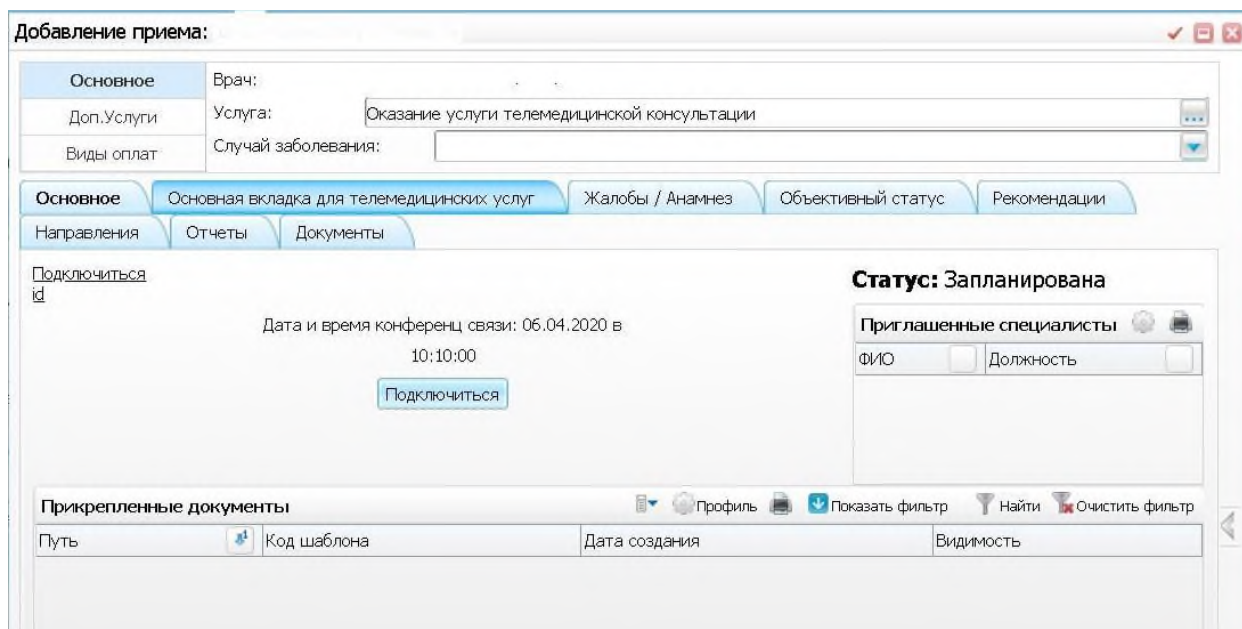 Добавление приема:
Основное
Врач:
Доп.Услуги
Услуга: Оказание услуги телемедицинской консультации ...
Виды оплат
Случай заболевания:
Основное Основная вкладка для телемедицинских услуг Жалобы / Анамнез Объективный статус Рекомендации
Направления Отчеты Документы
Подключиться
id
Статус: Запланирована
Дата и время конференц связи: 06.04.2020 в
10:10:00
Подключиться
Приглашенные специалисты
ФИО Должность
Прикрепленные документы Профиль Показать фильтр Найти Очистить фильтр
Путь Код шаблона Дата создания Видимость